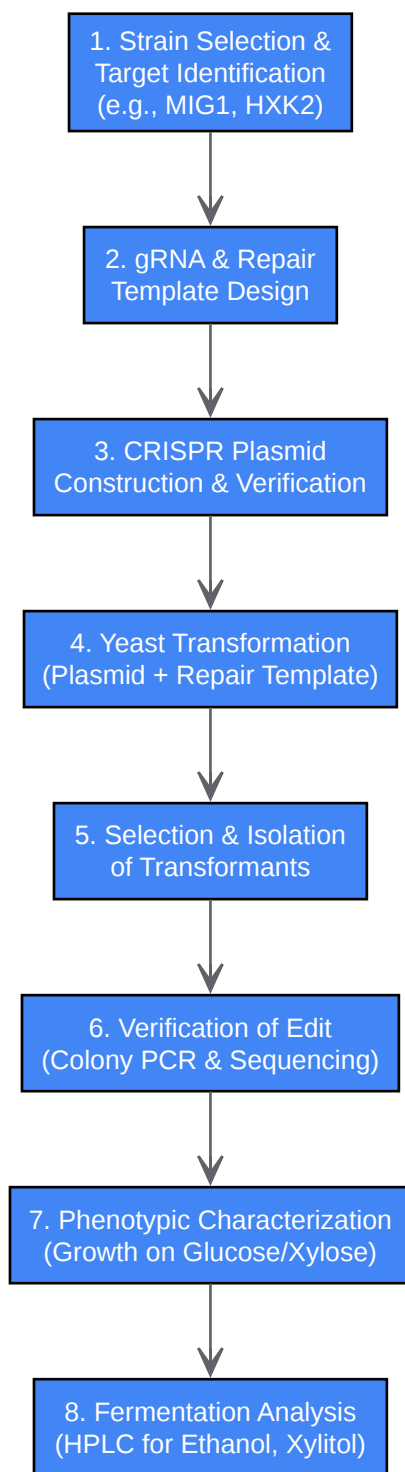 1. Strain Selection &
Target Identification
(e.g., MIG1, HXK2)
2. gRNA & Repair
Template Design
3. CRISPR Plasmid
Construction & Verification
4. Yeast Transformation
(Plasmid + Repair Template)
5. Selection & Isolation
of Transformants
6. Verification of Edit
(Colony PCR & Sequencing)
7. Phenotypic Characterization
(Growth on Glucose/Xylose)
8. Fermentation Analysis
(HPLC for Ethanol, Xylitol)